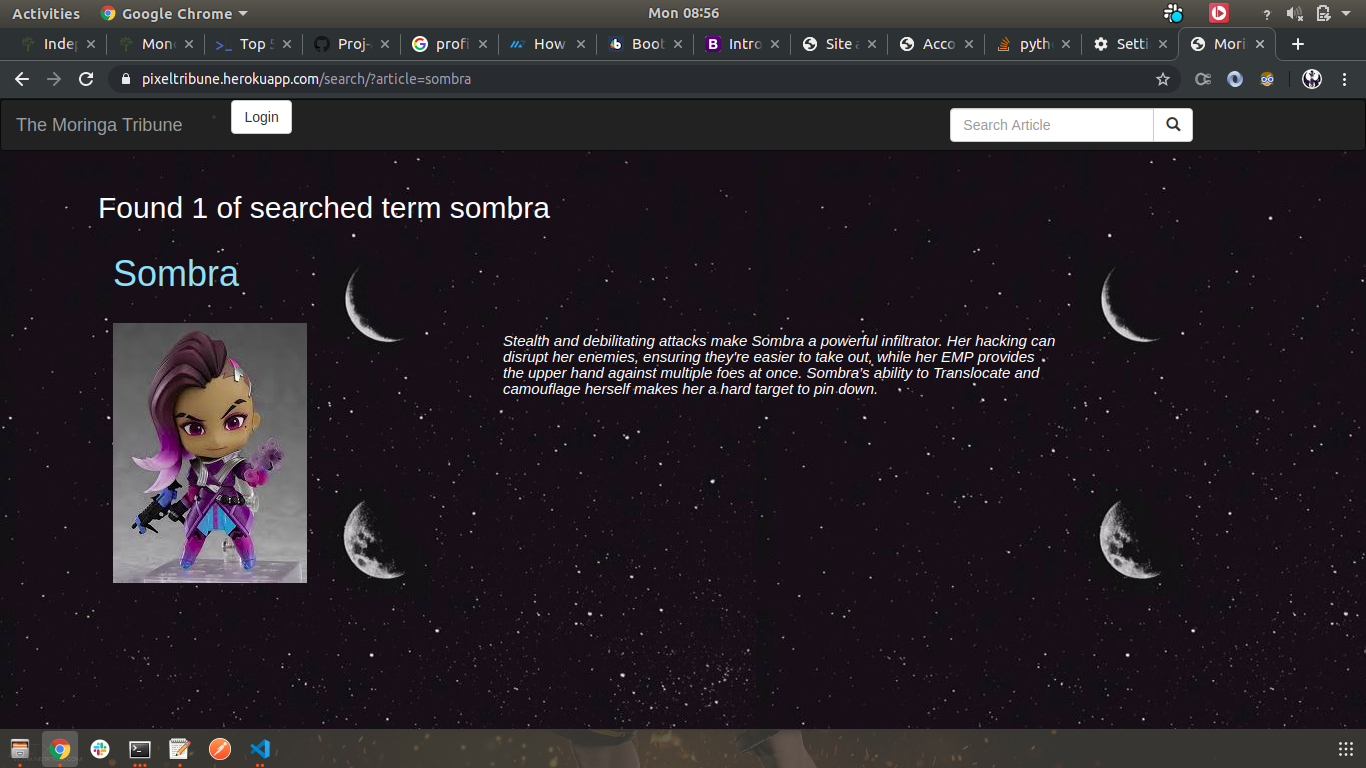 Activities
Google Chrome
Mon 08:56
?
Indep
Mono
Top 5
Proj-
profi
How
Boot
Intro
Site a
Acco
pyth
Setti
Mori
pixeltribune.herokuapp.com/search/?article=sombra
The Moringa Tribune
Login
Search Article
Found 1 of searched term sombra
Sombra
Stealth and debilitating attacks make Sombra a powerful infiltrator. Her hacking can
disrupt her enemies, ensuring they're easier to take out, while her EMP provides
the upper hand against multiple foes at once. Sombra's ability to Translocate and
camouflage herself makes her a hard target to pin down.